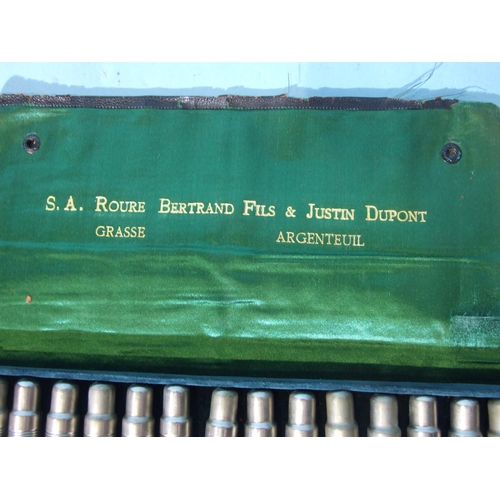 S. A. ROURE BERTRAND FILS & JUSTIN DUPONT
GRASSE ARGENTEUIL